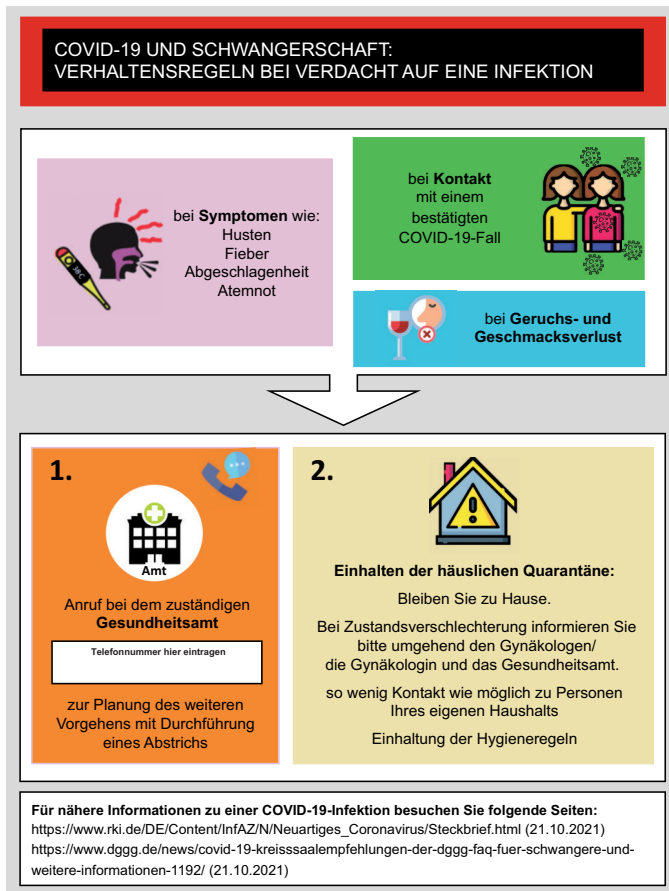 COVID-19 UND SCHWANGERSCHAFT:
VERHALTENSREGELN BEI VERDACHT AUF EINE INFEKTION
bei Symptomen wie:
Husten
Fieber
Abgeschlagenheit
Atemnot
38C
bei Kontakt
mit einem
bestätigten
COVID-19-Fall
bei Geruchs- und
Geschmacksverlust
1.
Amt
Anruf bei dem zuständigen
Gesundheitsamt
Telefonnummer hier eintragen
zur Planung des weiteren
Vorgehens mit Durchführung
eines Abstrichs
2.
Einhalten der häuslichen Quarantäne:
Bleiben Sie zu Hause.
Bei Zustandsverschlechterung informieren Sie
bitte umgehend den Gynäkologen/
die Gynäkologin und das Gesundheitsamt.
so wenig Kontakt wie möglich zu Personen
Ihres eigenen Haushalts
Einhaltung der Hygieneregeln
Für nähere Informationen zu einer COVID-19-Infektion besuchen Sie folgende Seiten:
https://www.rki.de/DE/Content/InfAZ/N/Neuartiges_Coronavirus/Steckbrief.html (21.10.2021)
https://www.dggg.de/news/covid-19-kreisssaalempfehlungen-der-dggg-faq-fuer-schwangere-und-
weitere-informationen-1192/ (21.10.2021)